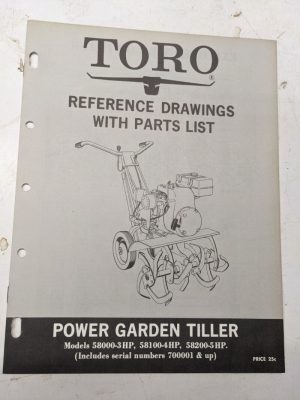 TORO
®
REFERENCE DRAWINGS
WITH PARTS LIST
POWER GARDEN TILLER
Models 58000-3HP, 58100-4HP, 58200-5HP.
(Includes serial numbers 700001 & up)
PRICE 25c